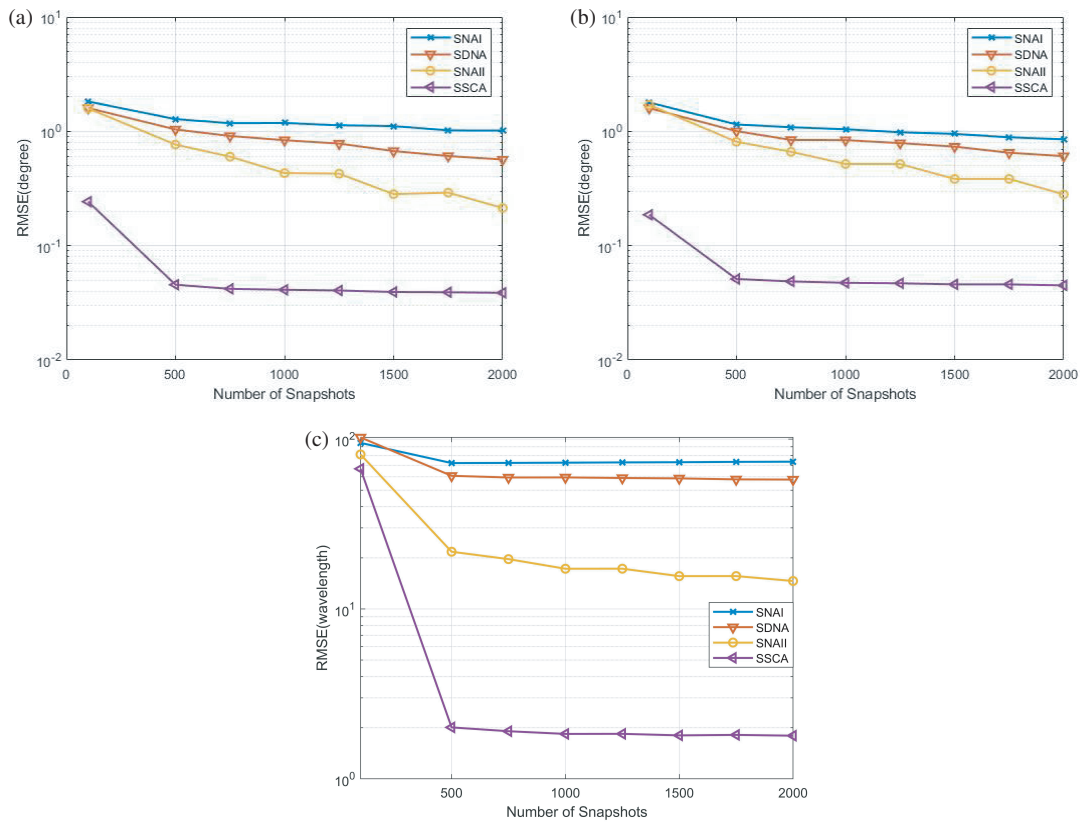 (a)
10^1
10^0
10^-1
10^-2
RMSE(degree)
0
500
1000
1500
2000
Number of Snapshots
SNAI
SDNA
SNAII
SSCA
(b)
10^1
10^0
10^-1
10^-2
RMSE(degree)
0
500
1000
1500
2000
Number of Snapshots
SNAI
SDNA
SNAII
SSCA
(c)
10^2
10^1
10^0
RMSE(wavelength)
500
1000
1500
2000
Number of Snapshots
SNAI
SDNA
SNAII
SSCA